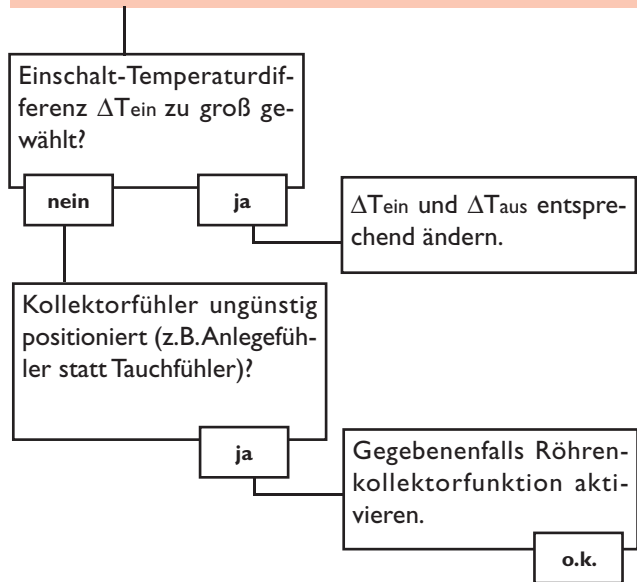 Einschalt-Temperaturdif-
ferenz ΔTein zu groß ge-
wählt?
nein
ja
ΔTein und ΔTaus entspre-
chend ändern.
Kollektorfühler ungünstig
positioniert (z.B. Anlegefüh-
ler statt Tauchfühler)?
ja
Gegebenenfalls Röhren-
kollektorfunktion akti-
vieren.
o.k.